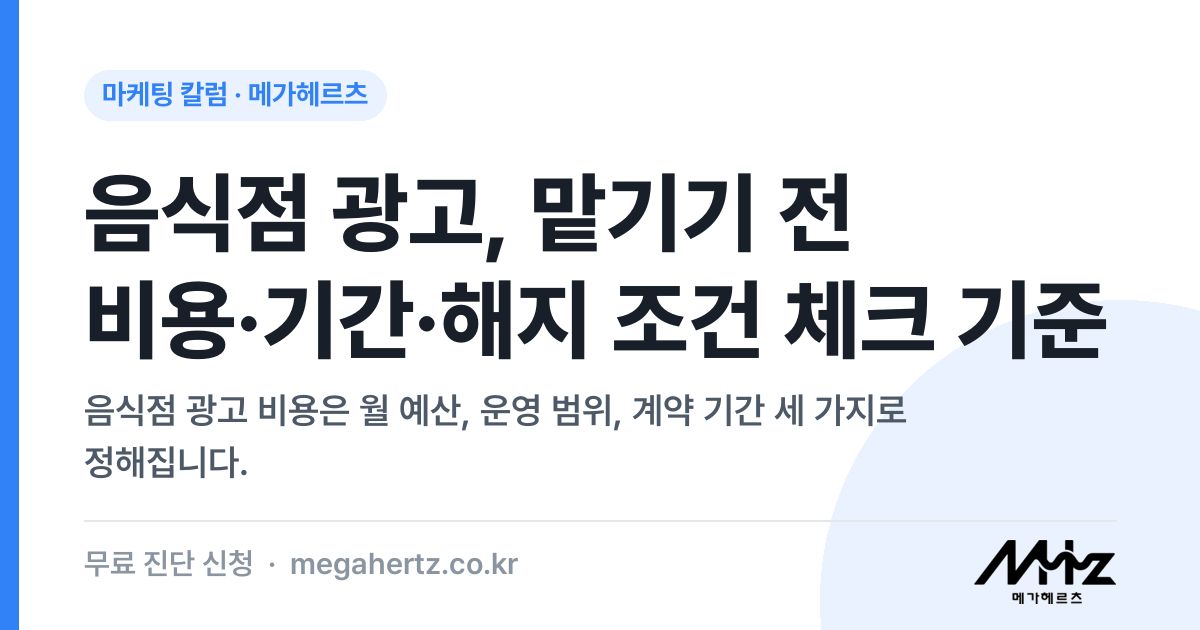 마케팅 칼럼 · 메가헤르츠
음식점 광고, 맡기기 전
비용·기간·해지 조건 체크 기준
음식점 광고 비용은 월 예산, 운영 범위, 계약 기간 세 가지로
정해집니다.
무료 진단 신청 · megahertz.co.kr
MHz
메가헤르츠